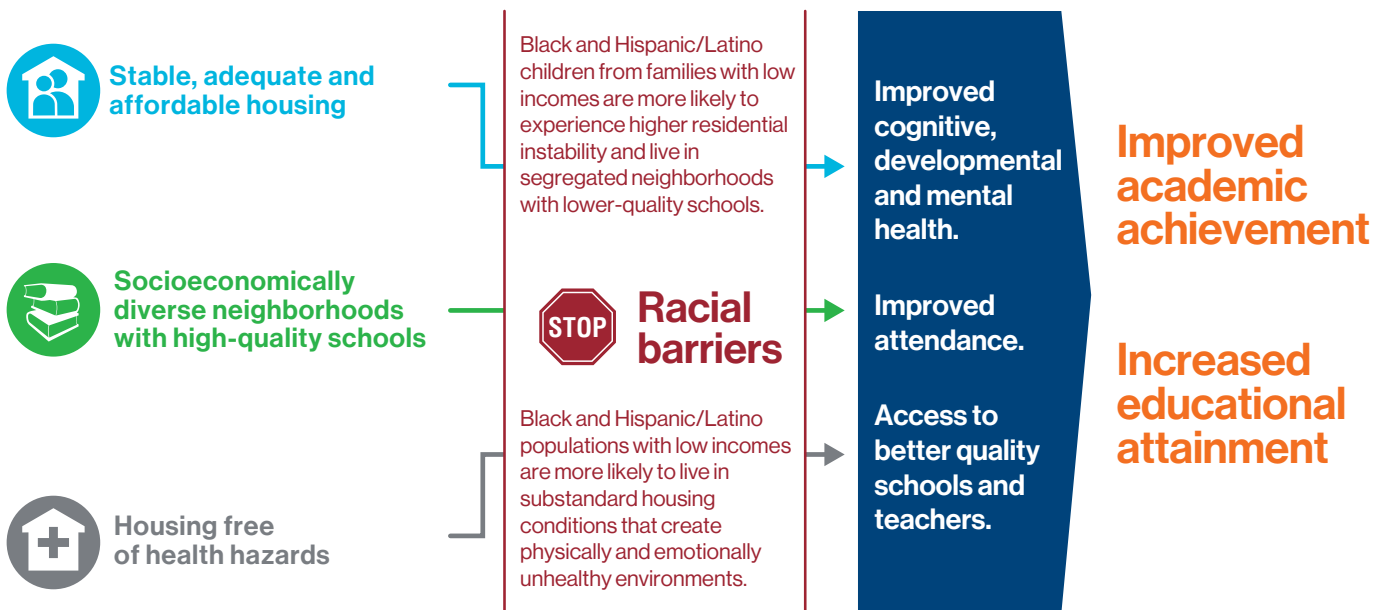 Stable, adequate and
affordable housing
Socioeconomically
diverse neighborhoods
with high-quality schools
Housing free
of health hazards
Black and Hispanic/Latino
children from families with low
incomes are more likely to
experience higher residential
instability and live in
segregated neighborhoods
with lower-quality schools.
STOP
Racial
barriers
Black and Hispanic/Latino
populations with low incomes
are more likely to live in
substandard housing
conditions that create
physically and emotionally
unhealthy environments.
Improved
cognitive,
developmental
and mental
health.
Improved
attendance.
Access to
better quality
schools and
teachers.
Improved
academic
achievement
Increased
educational
attainment